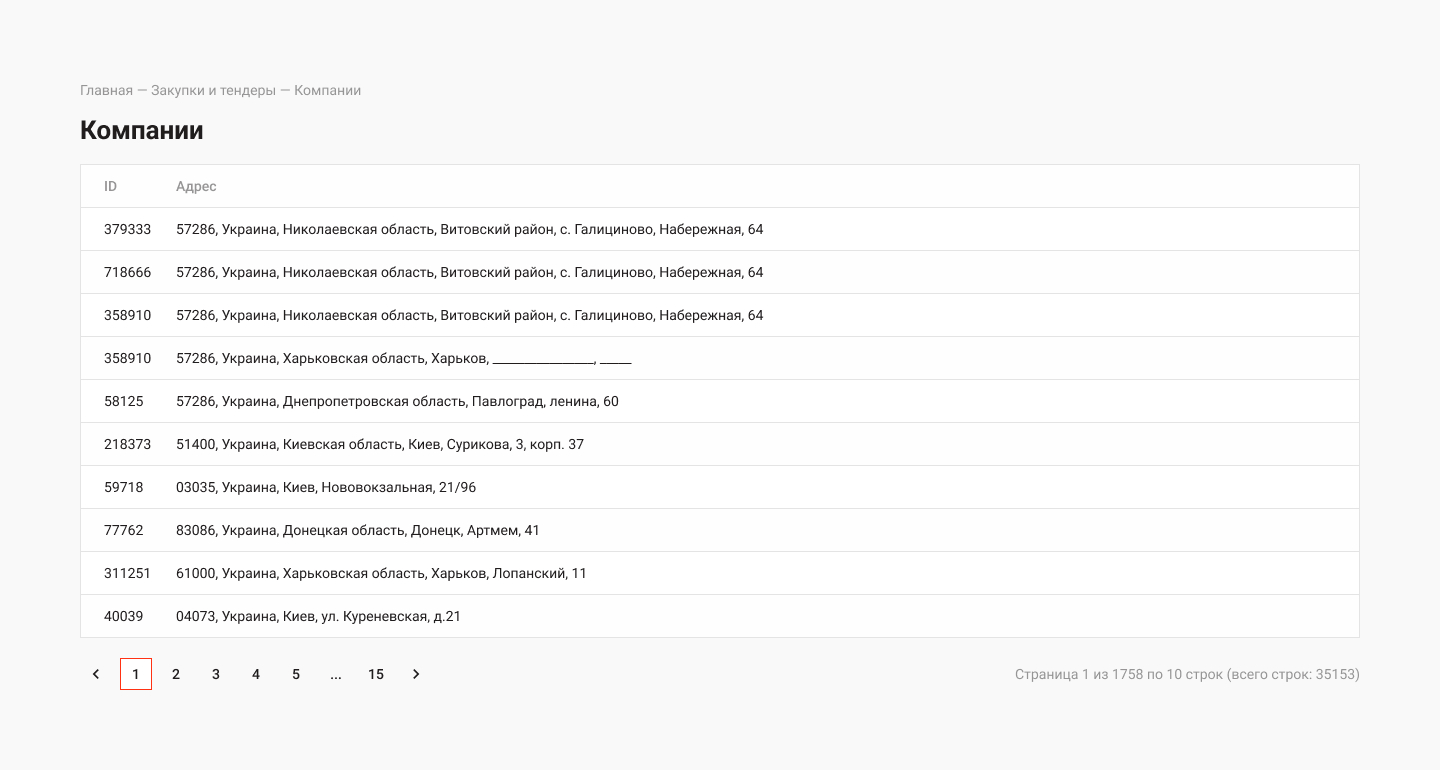 Главная — Закупки и тендеры — Компании
Компании
ID Адрес
379333 57286, Украина, Николаевская область, Витовский район, с. Галициново, Набережная, 64
718666 57286, Украина, Николаевская область, Витовский район, с. Галициново, Набережная, 64
358910 57286, Украина, Николаевская область, Витовский район, с. Галициново, Набережная, 64
358910 57286, Украина, Харьковская область, Харьков, ________________, _____
58125 57286, Украина, Днепропетровская область, Павлоград, ленина, 60
218373 51400, Украина, Киевская область, Киев, Сурикова, 3, корп. 37
59718 03035, Украина, Киев, Нововокзальная, 21/96
77762 83086, Украина, Донецкая область, Донецк, Артмем, 41
311251 61000, Украина, Харьковская область, Харьков, Лопанский, 11
40039 04073, Украина, Киев, ул. Куреневская, д.21
1 2 3 4 5 ... 15 Страница 1 из 1758 по 10 строк (всего строк: 35153)